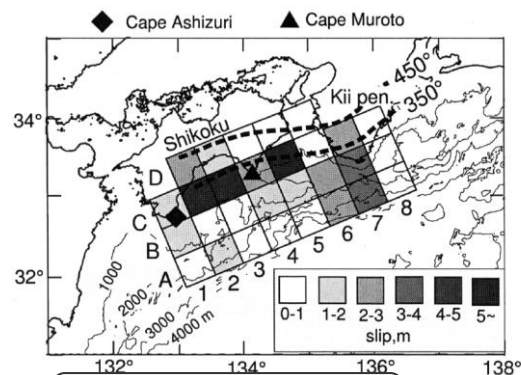 Cape Ashizuri Cape Muroto
450°
350°
34°
Kii pen.
Shikoku
D
C
B
A
1 2 3 4 5 6 7 8
32°
1000
2000
3000
4000 m
0-1 1-2 2-3 3-4 4-5 5~
slip,m
132° 134° 136° 138°